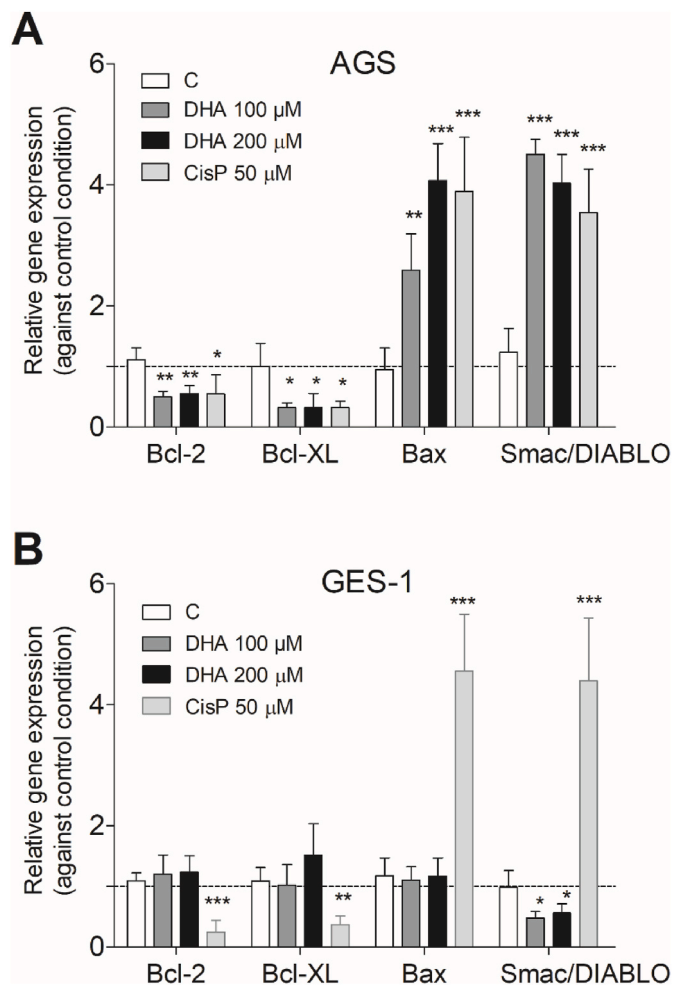 A
AGS
Relative gene expression
(against control condition)
6
4
2
0
C
DHA 100 µM
DHA 200 µM
CisP 50 µM
** ** *
* * *
** *** ***
*** *** ***
Bcl-2 Bcl-XL Bax Smac/DIABLO
B
GES-1
Relative gene expression
(against control condition)
6
4
2
0
C
DHA 100 µM
DHA 200 µM
CisP 50 µM
***
**
***
* * ***
Bcl-2 Bcl-XL Bax Smac/DIABLO